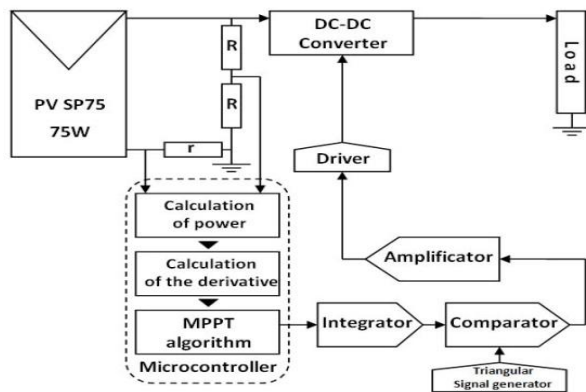 PV SP75
75W
R
R
r
DC-DC
Converter
Load
Driver
Calculation
of power
Calculation
of the derivative
MPPT
algorithm
Microcontroller
Integrator
Comparator
Amplificator
Triangular
Signal generator